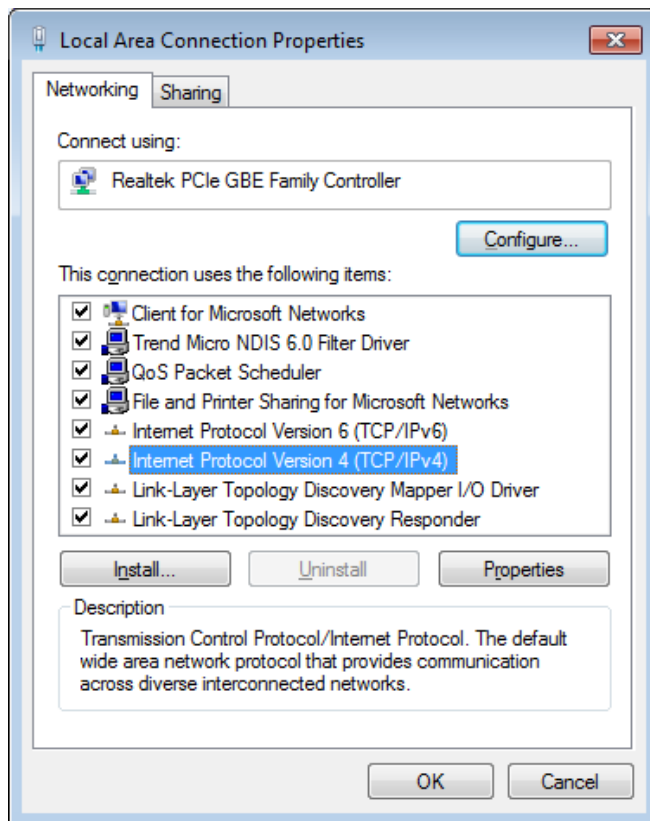 Local Area Connection Properties
Networking
Sharing
Connect using:
Realtek PCIe GBE Family Controller
Configure...
This connection uses the following items:
Client for Microsoft Networks
Trend Micro NDIS 6.0 Filter Driver
QoS Packet Scheduler
File and Printer Sharing for Microsoft Networks
Internet Protocol Version 6 (TCP/IPv6)
Internet Protocol Version 4 (TCP/IPv4)
Link-Layer Topology Discovery Mapper I/O Driver
Link-Layer Topology Discovery Responder
Install...
Uninstall
Properties
Description
Transmission Control Protocol/Internet Protocol. The default
wide area network protocol that provides communication
across diverse interconnected networks.
OK
Cancel